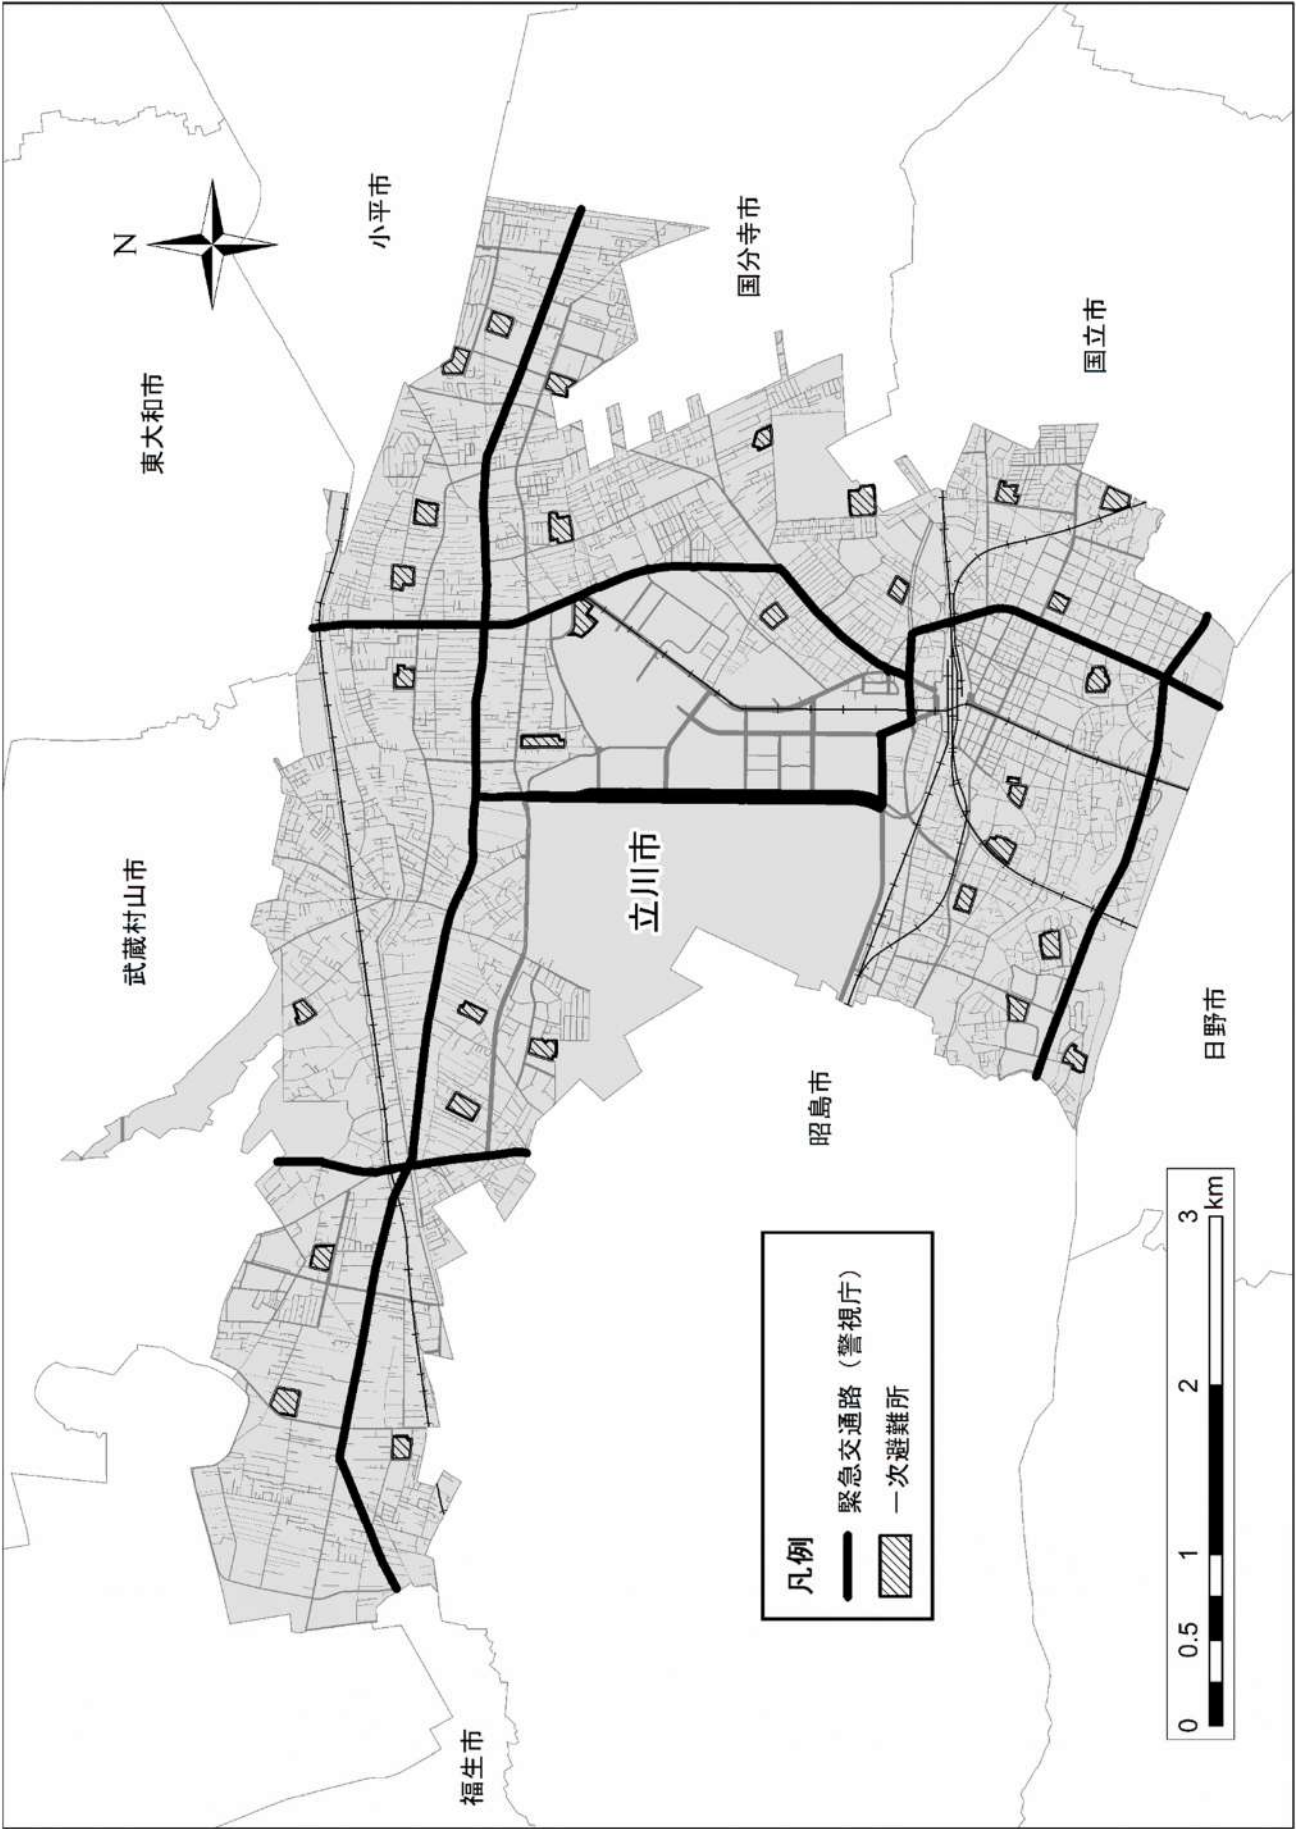 N
東大和市
小平市
武蔵村山市
国分寺市
国立市
立川市
昭島市
日野市
福生市
凡例
緊急交通路（警視庁）
一次避難所
0 0.5 1 2 3
km